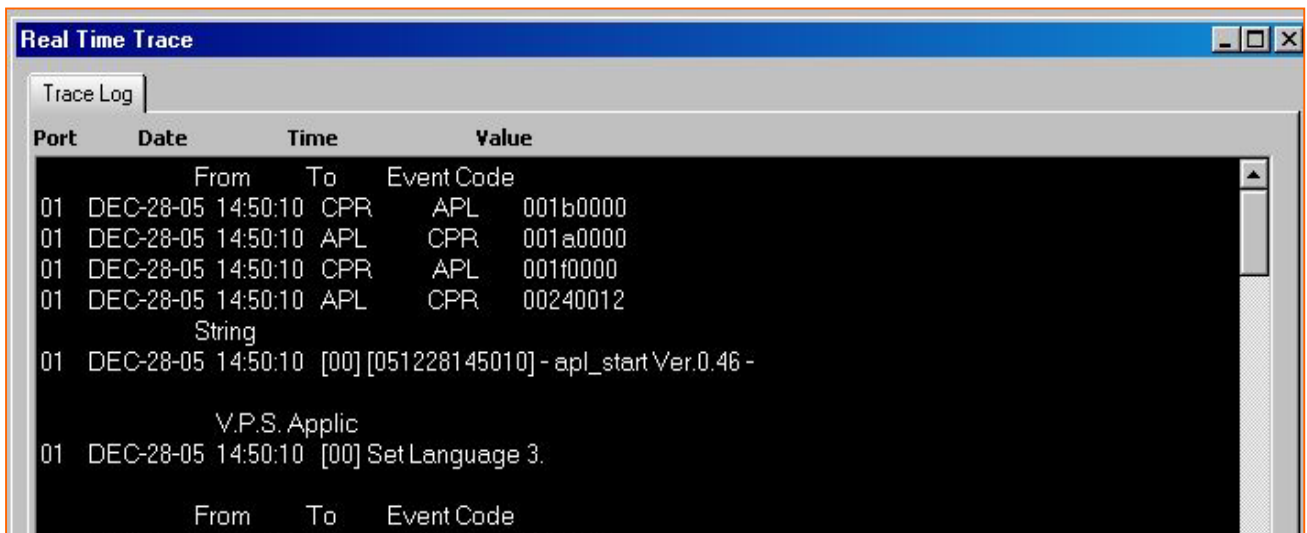 Real Time Trace
Trace Log
Port Date Time Value
From To Event Code
01 DEC-28-05 14:50:10 CPR APL 001b0000
01 DEC-28-05 14:50:10 APL CPR 001a0000
01 DEC-28-05 14:50:10 CPR APL 001f0000
01 DEC-28-05 14:50:10 APL CPR 00240012
String
01 DEC-28-05 14:50:10 [00] [051228145010] - apl_start Ver.0.46 -
V.P.S. Applic
01 DEC-28-05 14:50:10 [00] Set Language 3.
From To Event Code